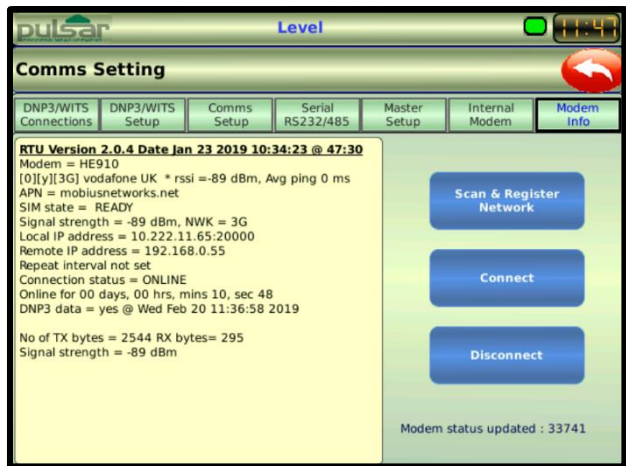 pulsar
Level
11:47
Comms Setting
DNP3/WITS Connections
DNP3/WITS Setup
Comms Setup
Serial RS232/485
Master Setup
Internal Modem
Modem Info
RTU Version 2.0.4 Date Jan 23 2019 10:34:23 @ 47:30
Modem = HE910
[0][y][3G] vodafone UK * rssi =-89 dBm, Avg ping 0 ms
APN = mobiusnetworks.net
SIM state = READY
Signal strength = -89 dBm, NWK = 3G
Local IP address = 10.222.11.65:20000
Remote IP address = 192.168.0.55
Repeat interval not set
Connection status = ONLINE
Online for 00 days, 00 hrs, mins 10, sec 48
DNP3 data = yes @ Wed Feb 20 11:36:58 2019
No of TX bytes = 2544 RX bytes= 295
Signal strength = -89 dBm
Scan & Register
Network
Connect
Disconnect
Modem status updated : 33741